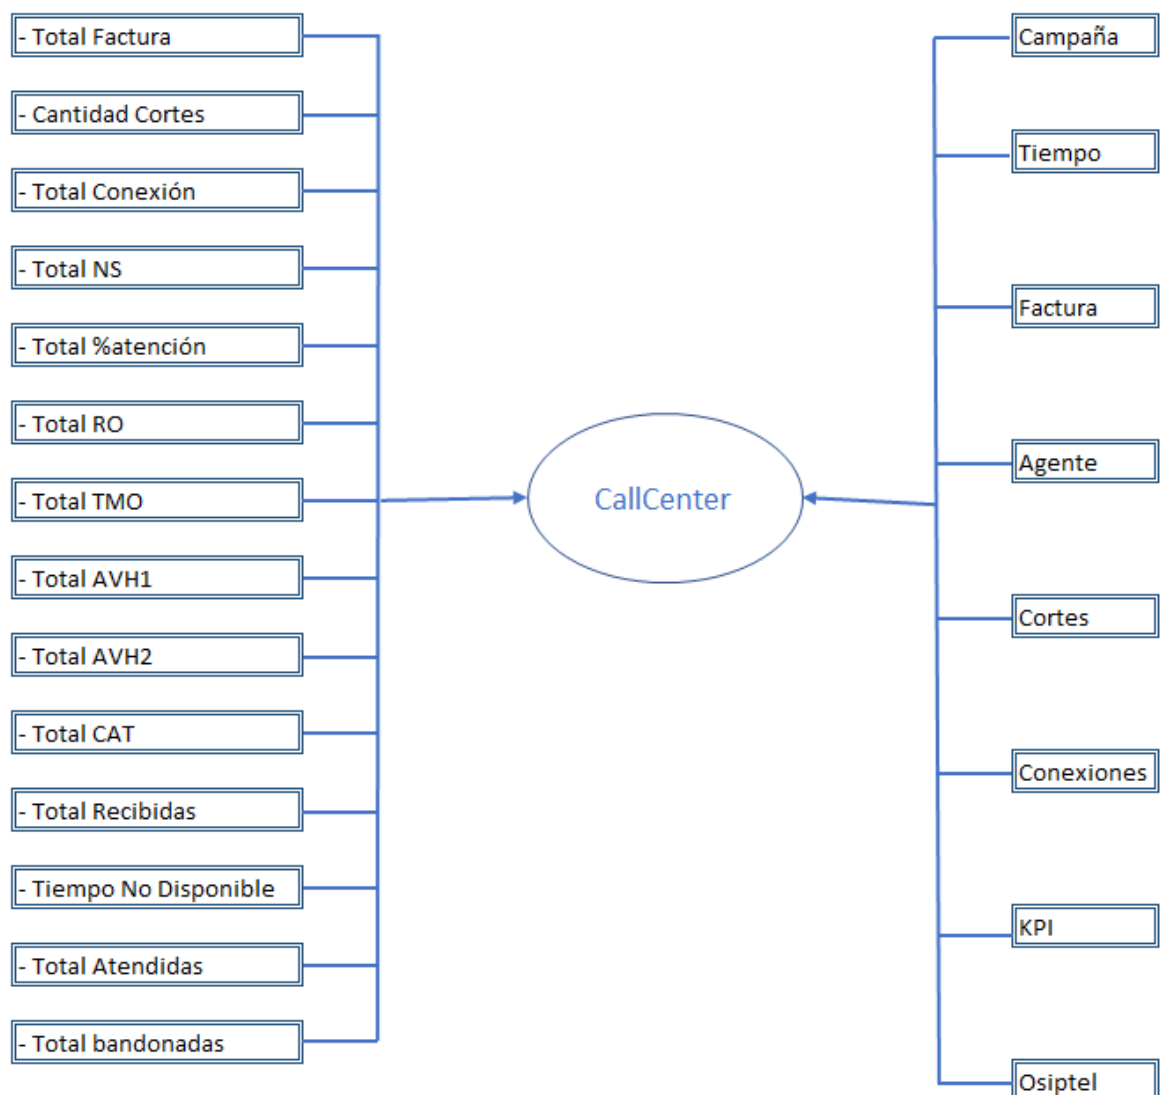 - Total Factura
- Cantidad Cortes
- Total Conexión
- Total NS
- Total %atención
- Total RO
- Total TMO
- Total AVH1
- Total AVH2
- Total CAT
- Total Recibidas
- Tiempo No Disponible
- Total Atendidas
- Total bandonadas
CallCenter
Campaña
Tiempo
Factura
Agente
Cortes
Conexiones
KPI
Osiptel